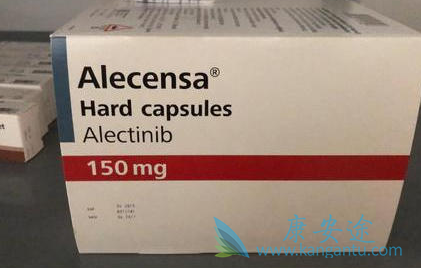 Alecensa®
Hard capsules
Alectinib
150 mg
康安途
www.kangantu.com